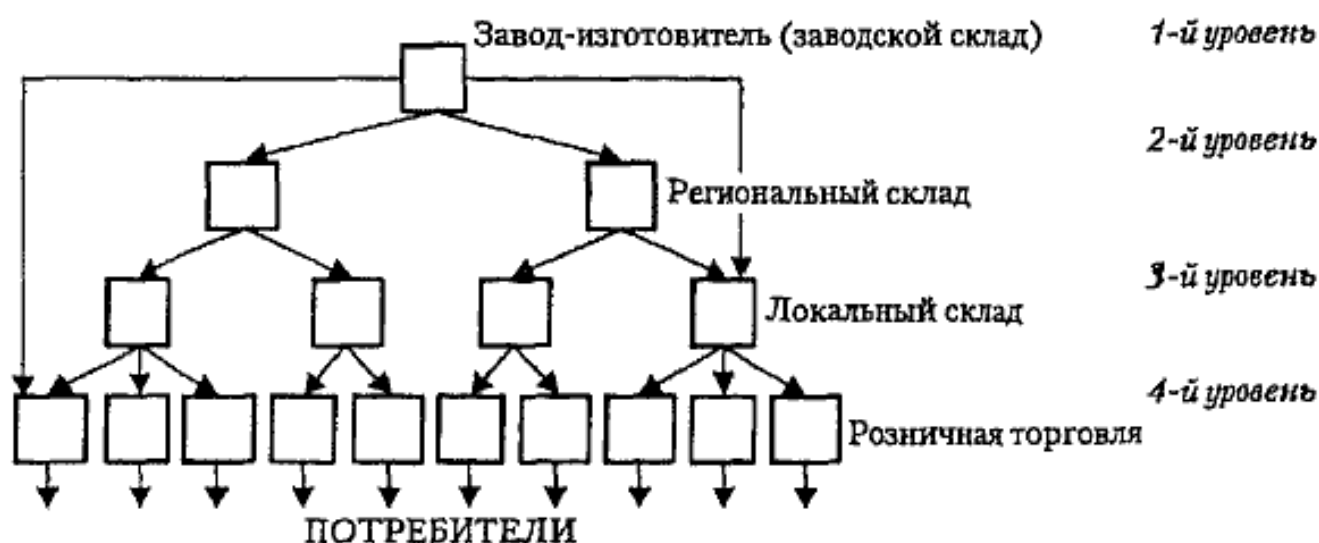 Завод-изготовитель (заводской склад)
1-й уровень
2-й уровень
Региональный склад
3-й уровень
Локальный склад
4-й уровень
Розничная торговля
ПОТРЕБИТЕЛИ